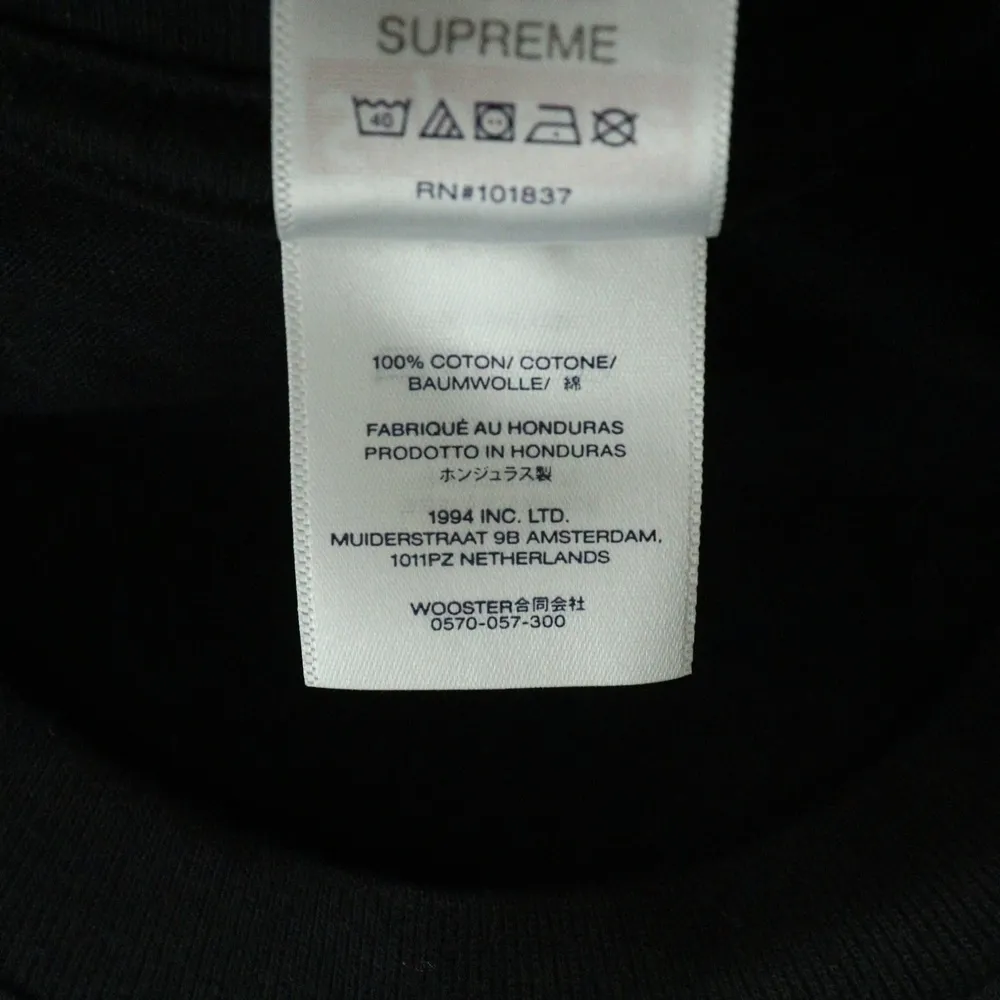 SUPREME
40
RN#101837
100% COTON/ COTONE/
BAUMWOLLE/ 綿
FABRIQUÉ AU HONDURAS
PRODOTTO IN HONDURAS
ホンジュラス製
1994 INC. LTD.
MUIDERSTRAAT 9B AMSTERDAM,
1011PZ NETHERLANDS
WOOSTER合同会社
0570-057-300